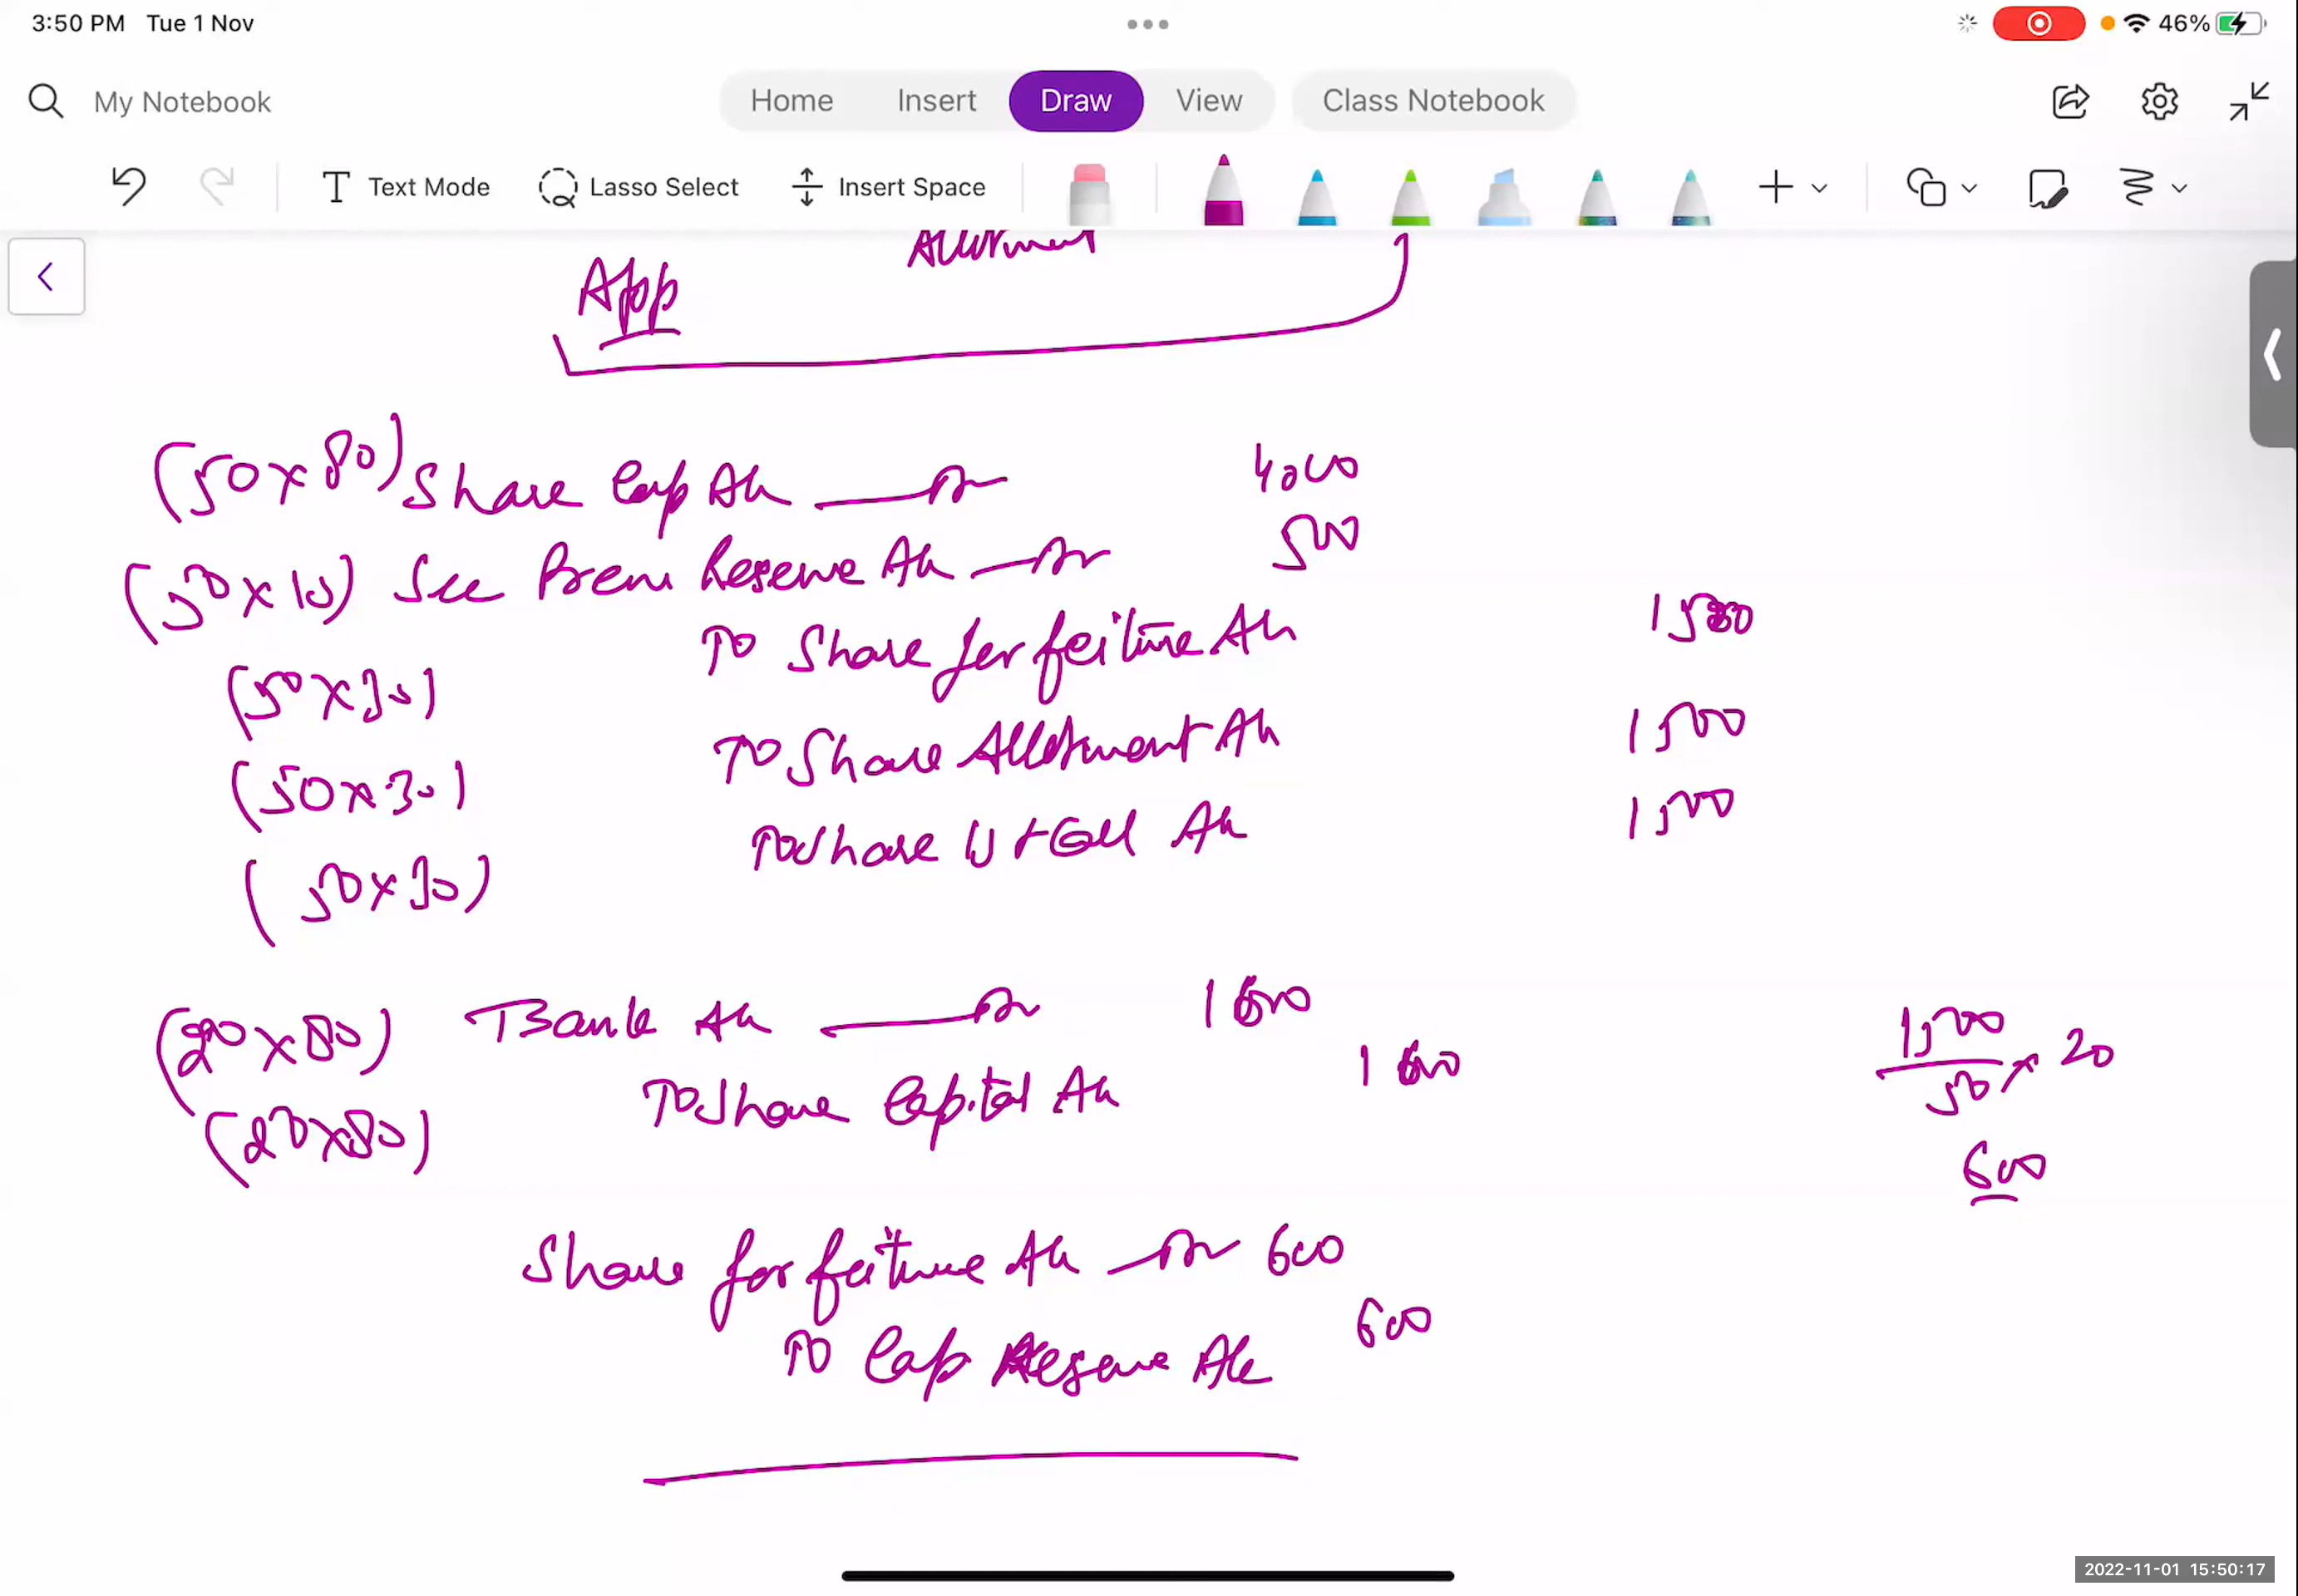 3:50 PM Tue 1 Nov
46%
My Notebook
Home Insert Draw View Class Notebook
Text Mode Lasso Select Insert Space
Allotment
App
(50x80) Share Cap A/c — Dr 4000
(50x10) Sec Prem Reserve A/c — Dr 500
To Share forfeiture A/c 1500
(50x30)
To Share Allotment A/c 1500
(50x30)
To Share 1st Call A/c 1500
(50x30)
(20x80) Bank A/c — Dr 1600
To Share Capital A/c 1600
(20x80)
1500/50 x 20
600
Share forfeiture A/c — Dr 600
To Cap Reserve A/c 600
2022-11-01 15:50:17